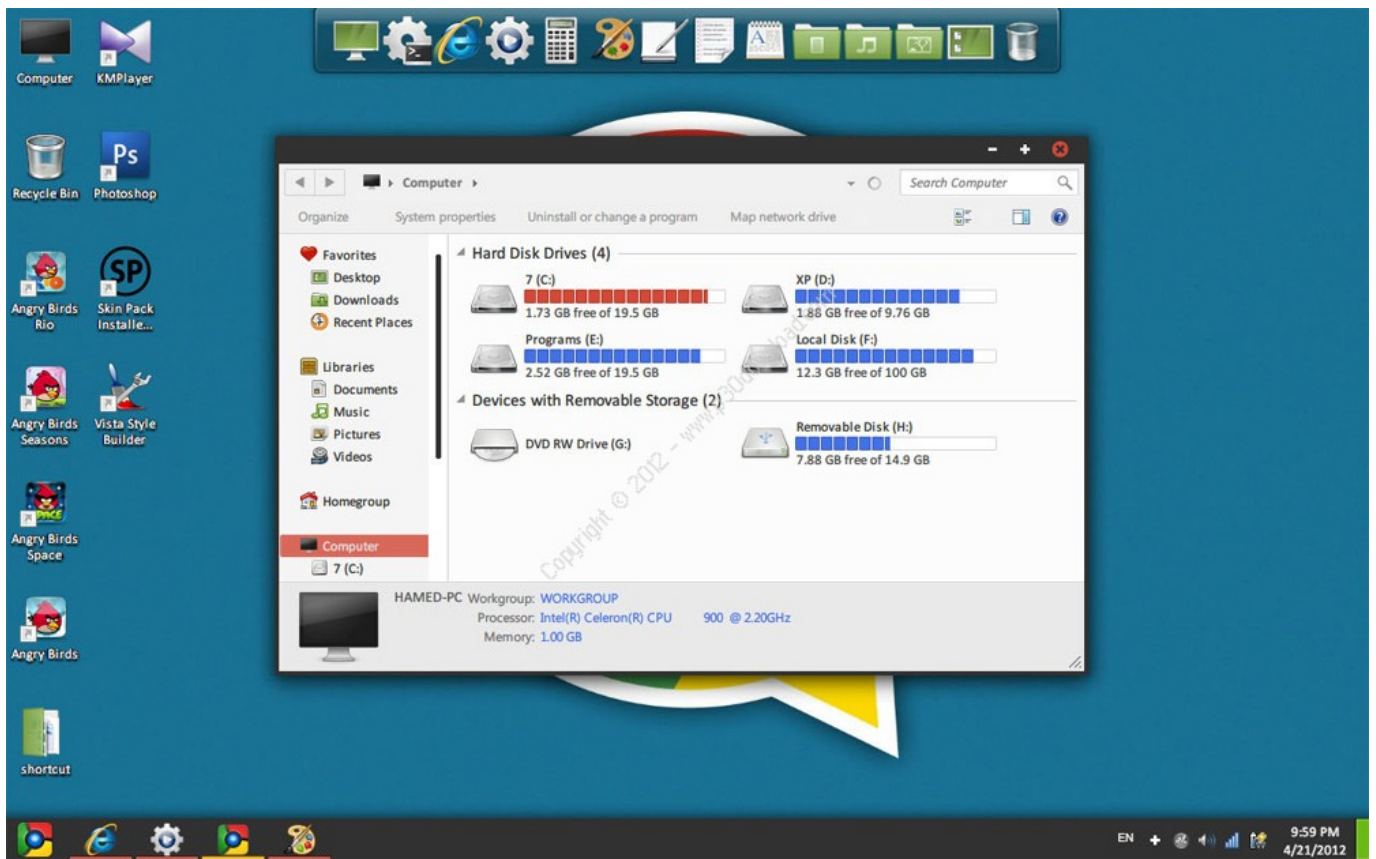 Computer
KMPlayer
Recycle Bin
Ps
Photoshop
Angry Birds
Rio
SP
Skin Pack
Installe...
Angry Birds
Seasons
Vista Style
Builder
SPACE
Angry Birds
Space
Angry Birds
shortcut
Computer
Search Computer
Organize
System properties
Uninstall or change a program
Map network drive
Favorites
Desktop
Downloads
Recent Places
Libraries
Documents
Music
Pictures
Videos
Homegroup
Computer
7 (C:)
Hard Disk Drives (4)
7 (C:)
1.73 GB free of 19.5 GB
XP (D:)
1.88 GB free of 9.76 GB
Programs (E:)
2.52 GB free of 19.5 GB
Local Disk (F:)
12.3 GB free of 100 GB
Devices with Removable Storage (2)
DVD RW Drive (G:)
Removable Disk (H:)
7.88 GB free of 14.9 GB
Copyright © 2012 - www.p30download.com
HAMED-PC Workgroup: WORKGROUP
Processor: Intel(R) Celeron(R) CPU 900 @ 2.20GHz
Memory: 1.00 GB
EN
9:59 PM
4/21/2012